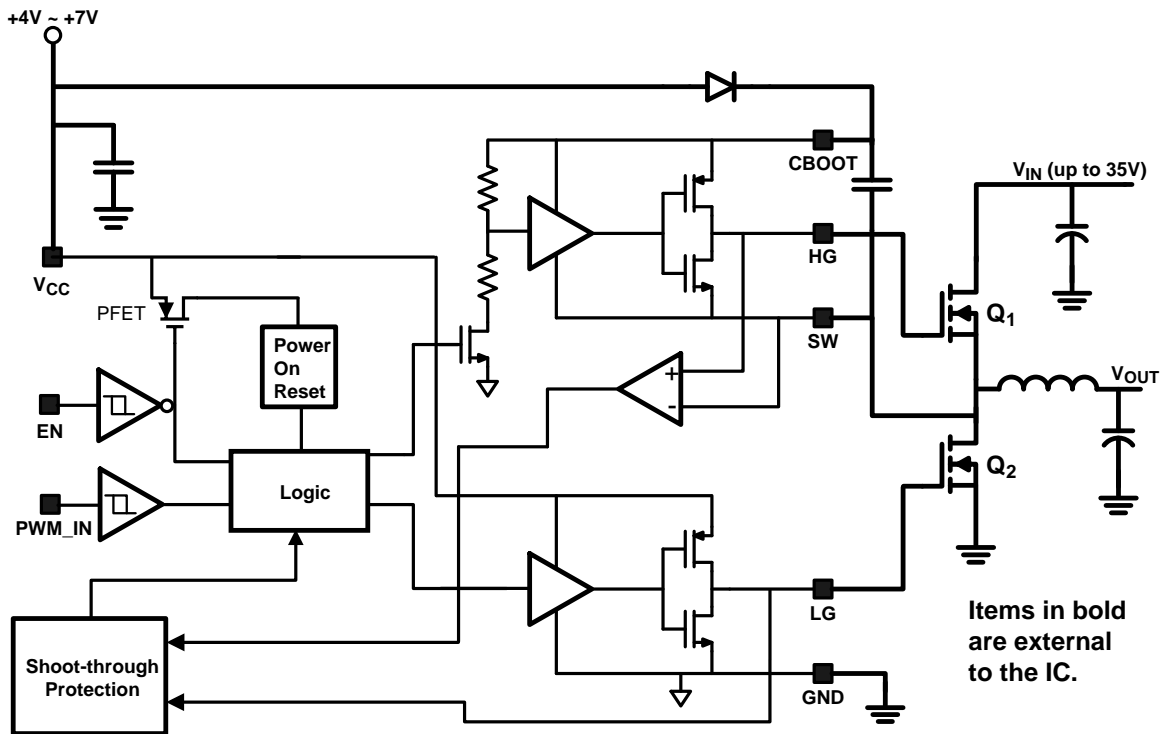 +4V ~ +7V
CBOOT
VIN (up to 35V)
VCC
HG
PFET
SW
Q1
Power
On
Reset
+
-
VOUT
EN
Logic
Q2
PWM_IN
LG
Items in bold
are external
to the IC.
Shoot-through
Protection
GND